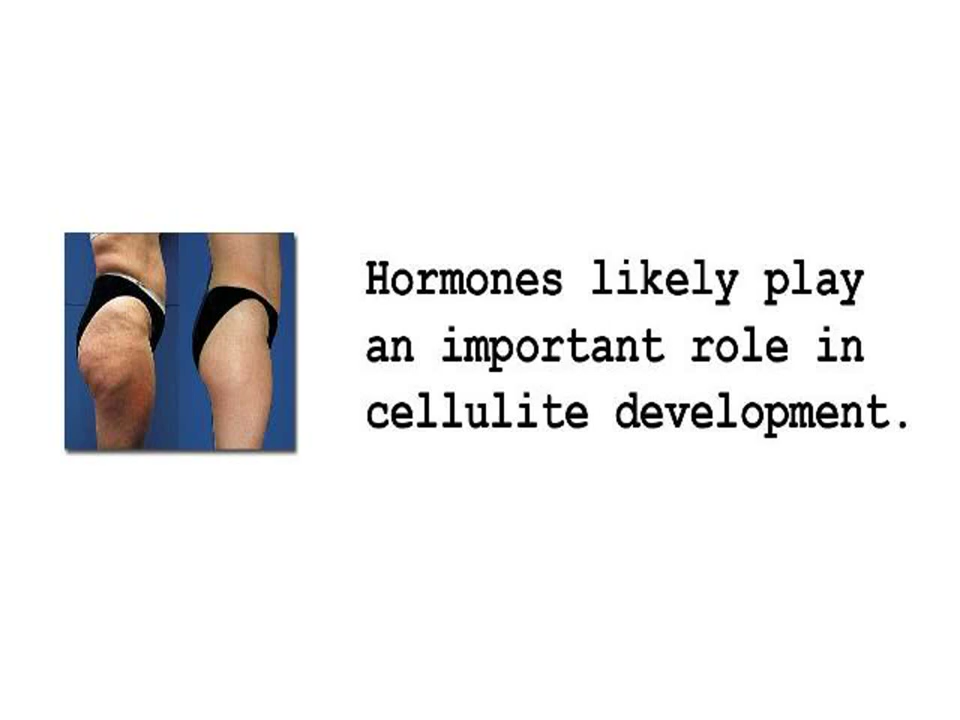 Hormones likely play
an important role in
cellulite development.